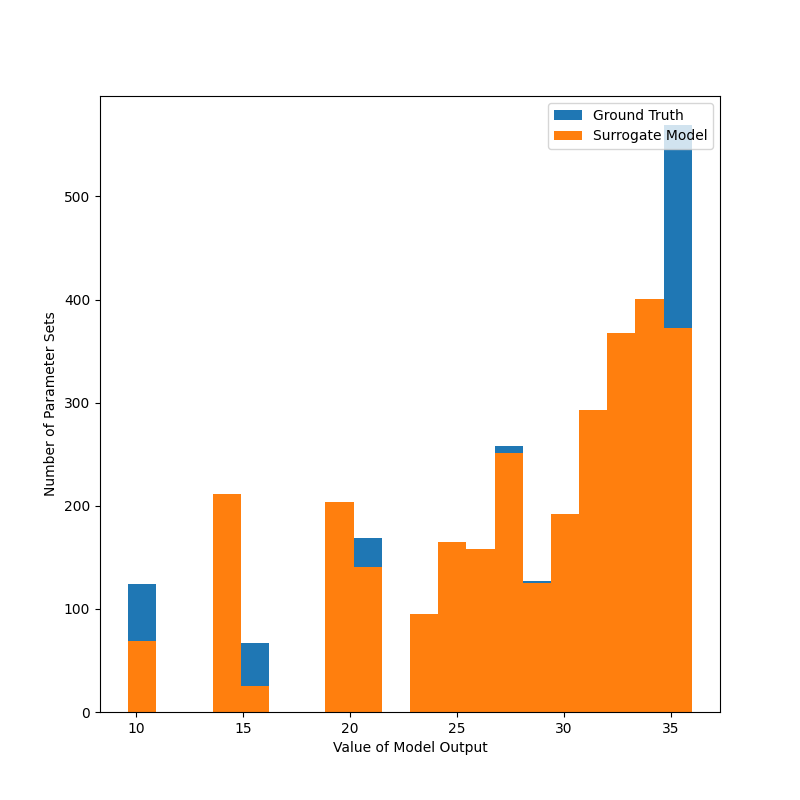 Ground Truth
Surrogate Model
500
400
300
200
100
0
Number of Parameter Sets
10 15 20 25 30 35
Value of Model Output